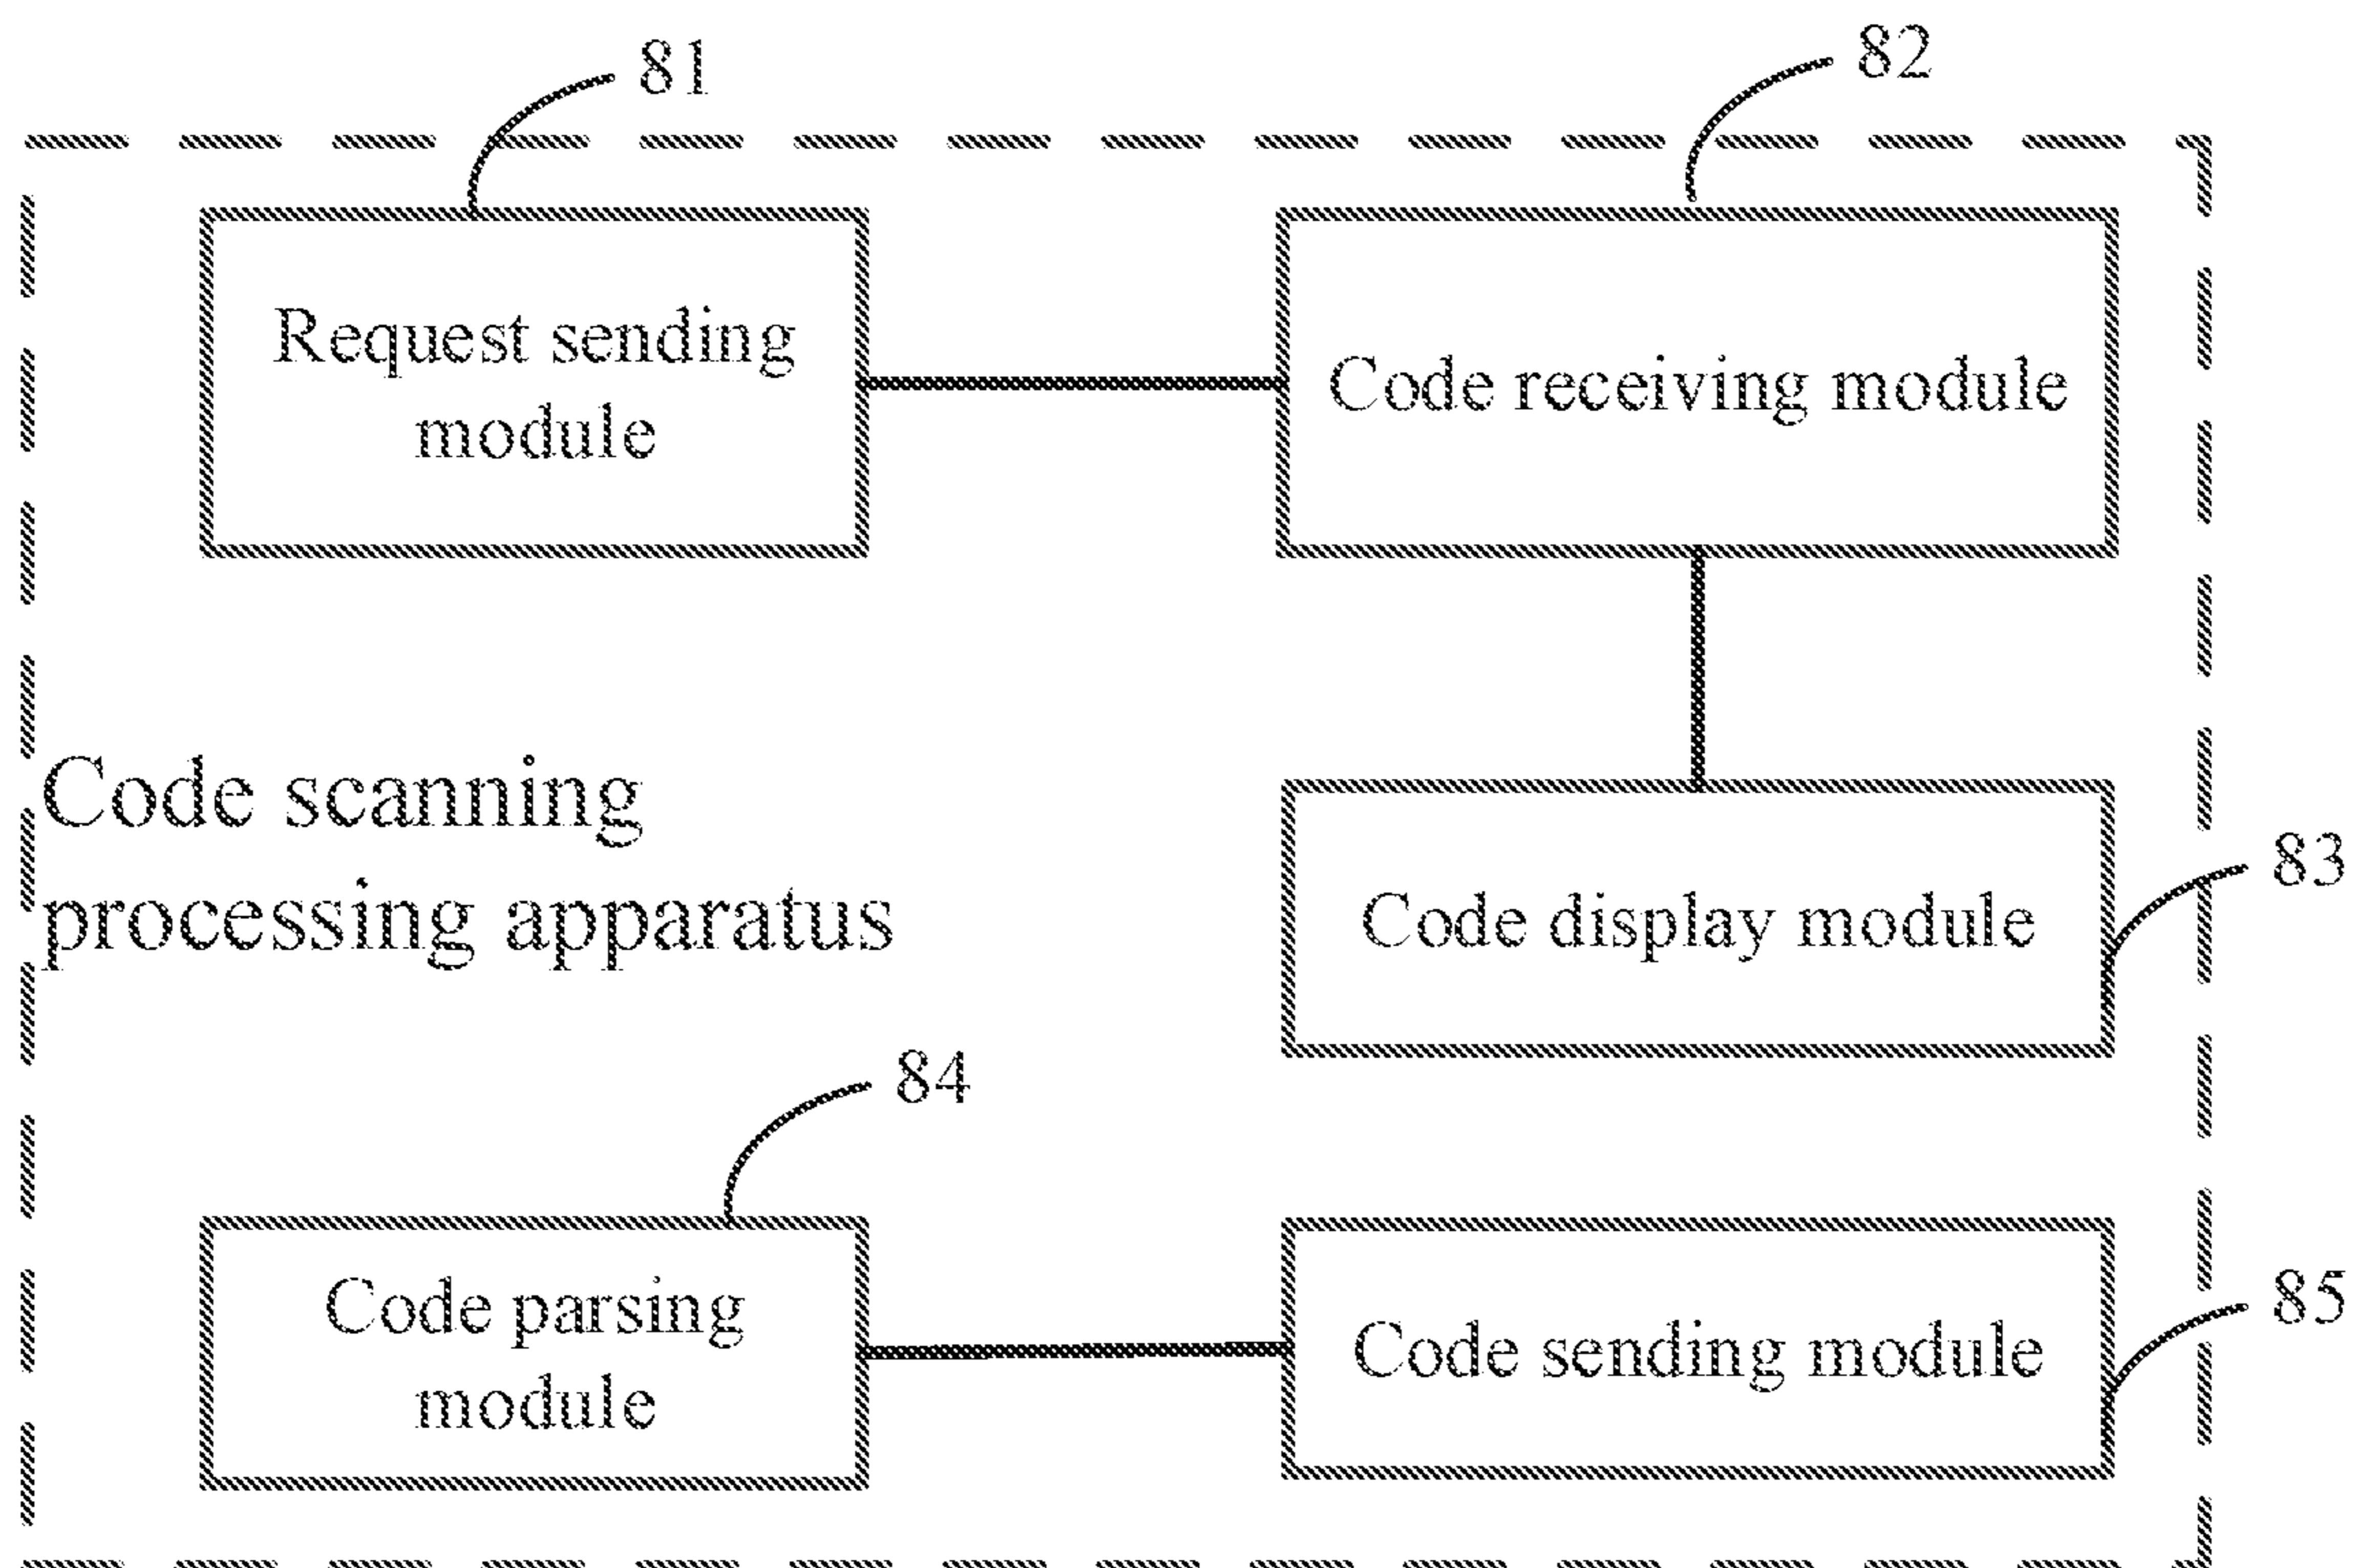 81
82
Request sending
module
Code receiving module
Code scanning
processing apparatus
83
Code display module
84
Code parsing
module
85
Code sending module